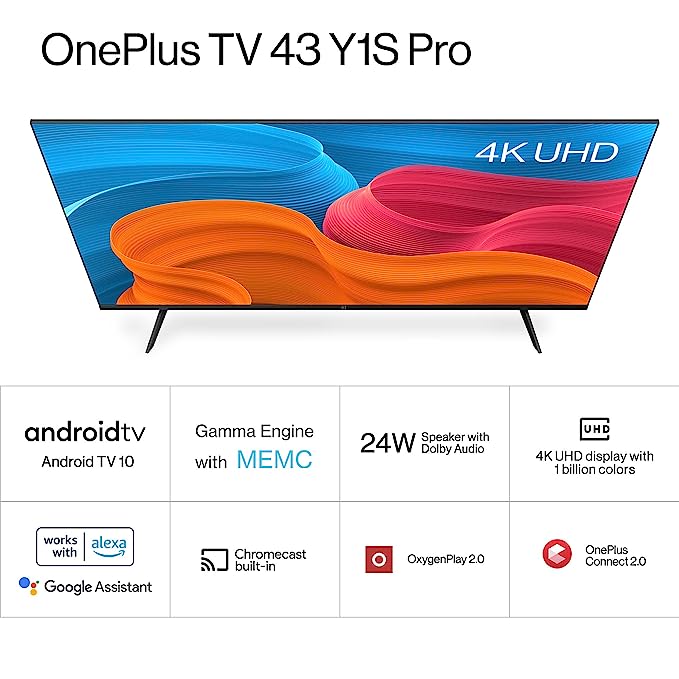 OnePlus TV 43 Y1S Pro
4K UHD
androidtv
Android TV 10
Gamma Engine
with MEMC
24W Speaker with
Dolby Audio
UHD
4K UHD display with
1 billion colors
works
with alexa
Google Assistant
Chromecast
built-in
OxygenPlay 2.0
OnePlus
Connect 2.0